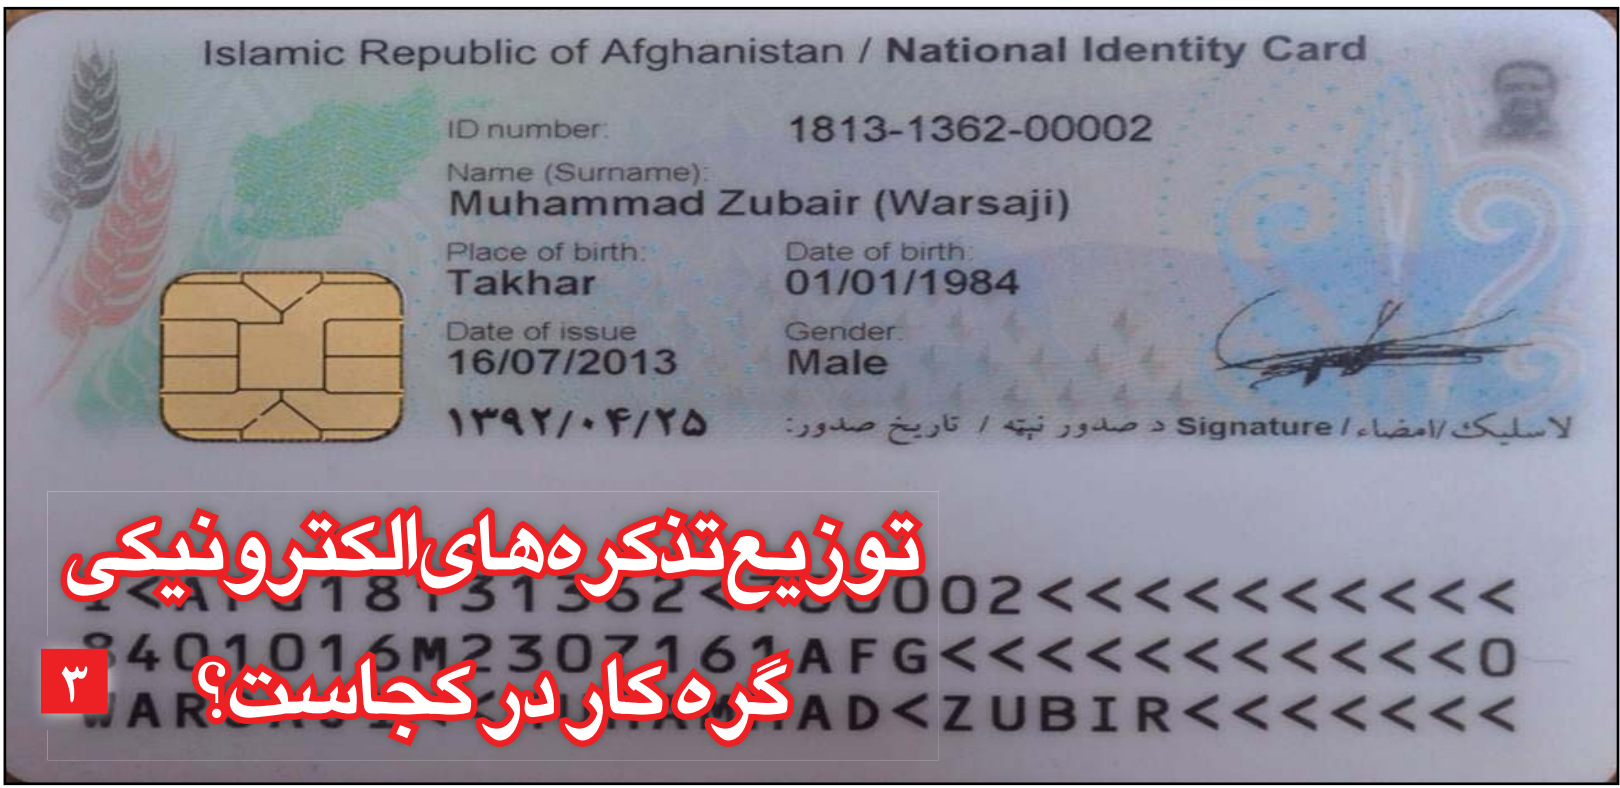 Islamic Republic of Afghanistan / National Identity Card
ID number: 1813-1362-00002
Name (Surname):
Muhammad Zubair (Warsaji)
Place of birth: Date of birth:
Takhar 01/01/1984
Date of issue Gender:
16/07/2013 Male
۱۳۹۲/۰۴/۲۵ د صدور نېټه / تاریخ صدور: Signature / لاسلیک/امضاء
توزیع تذکره‌های الکترونیکی
002<<<<<<<<<<
8401016M2307161AFG<<<<<<<<<<<0
گره کار در کجاست؟
AD<ZUBIR<<<<<<<
۳